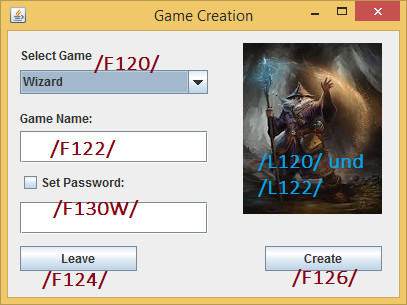 Game Creation
Select Game
/F120/
Wizard
Game Name:
/F122/
/L120/ und
/L122/
Set Password:
/F130W/
Leave
Create
/F124/
/F126/